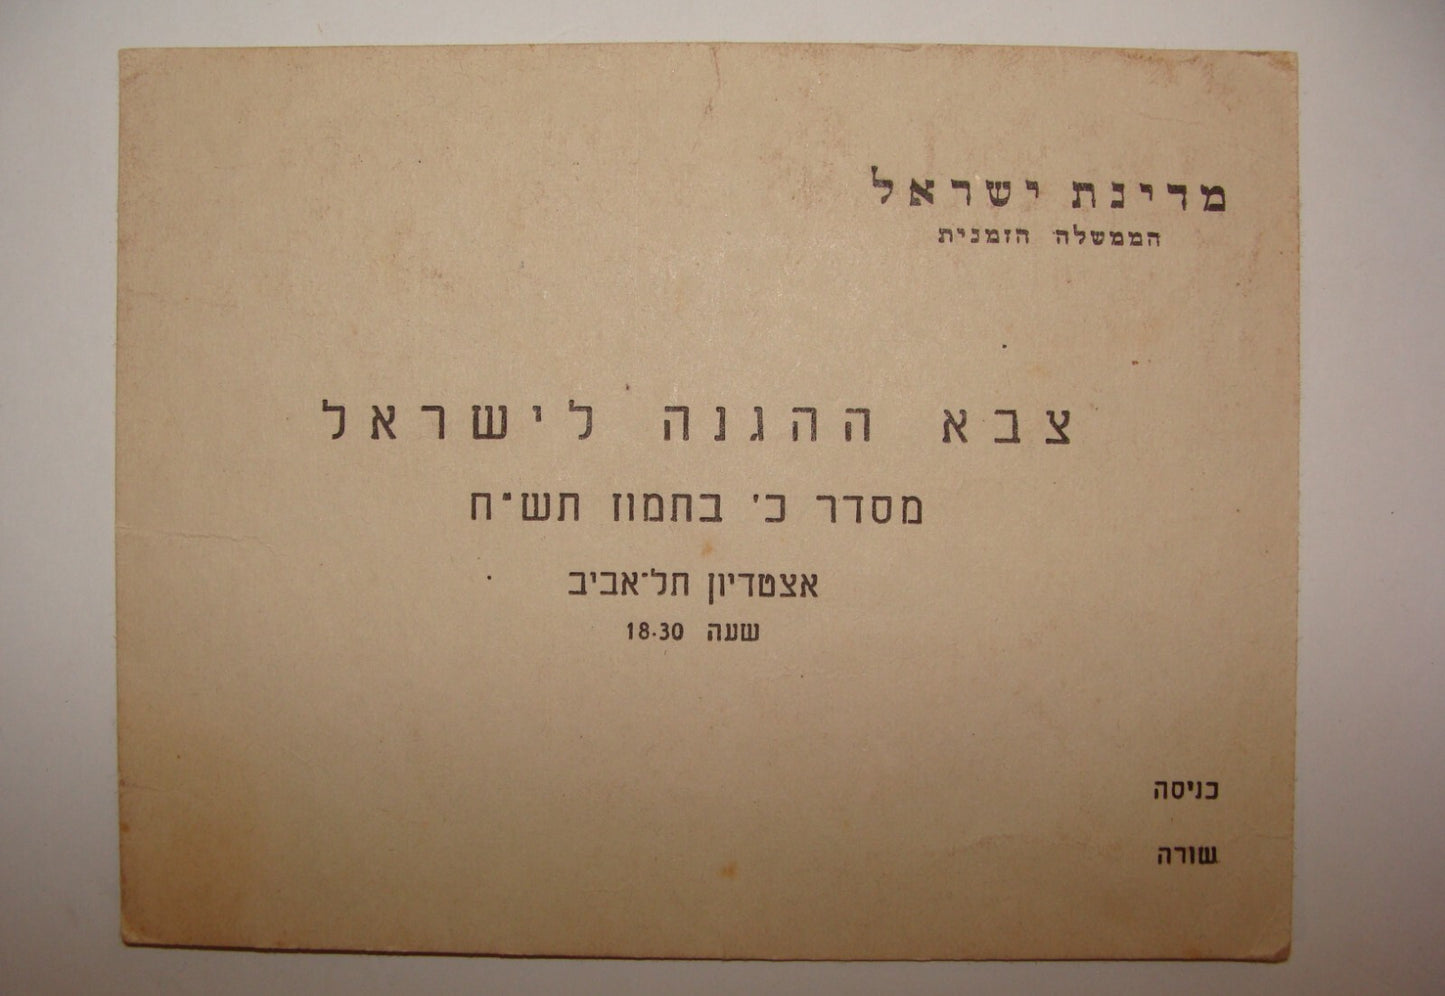 מדינת ישראל
הממשלה הזמנית
צבא ההגנה לישראל
מסדר כ' בתמוז תש"ח
אצטדיון תל־אביב
שעה 18.30
כניסה
שורה